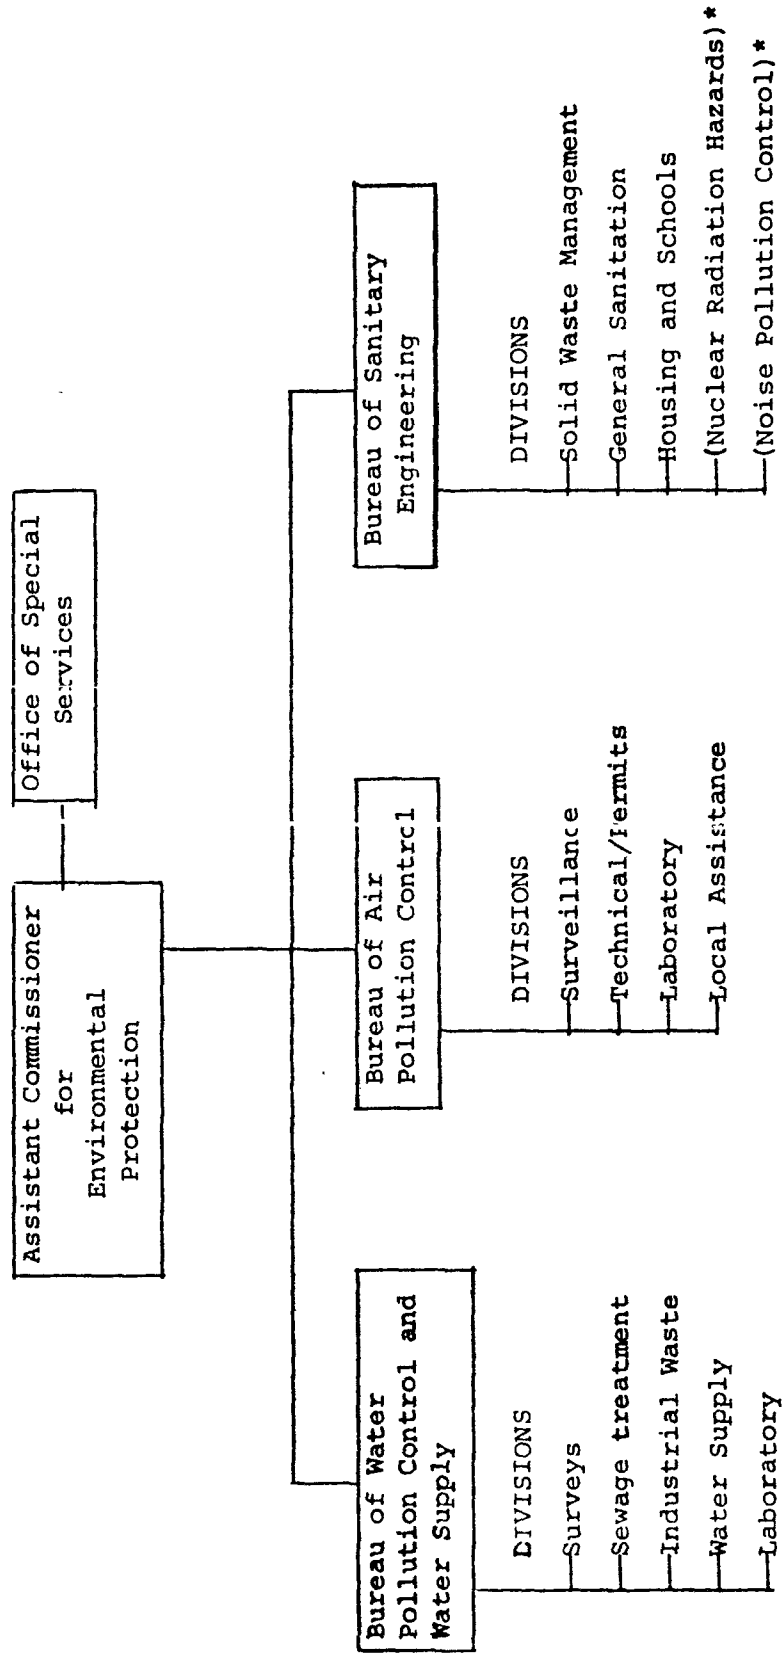 Assistant Commissioner
for
Environmental
Protection
Office of Special
Services
Bureau of Water
Pollution Control and
Water Supply
DIVISIONS
Surveys
Sewage treatment
Industrial Waste
Water Supply
Laboratory
Bureau of Air
Pollution Control
DIVISIONS
Surveillance
Technical/Permits
Laboratory
Local Assistance
Bureau of Sanitary
Engineering
DIVISIONS
Solid Waste Management
General Sanitation
Housing and Schools
(Nuclear Radiation Hazards)*
(Noise Pollution Control)*